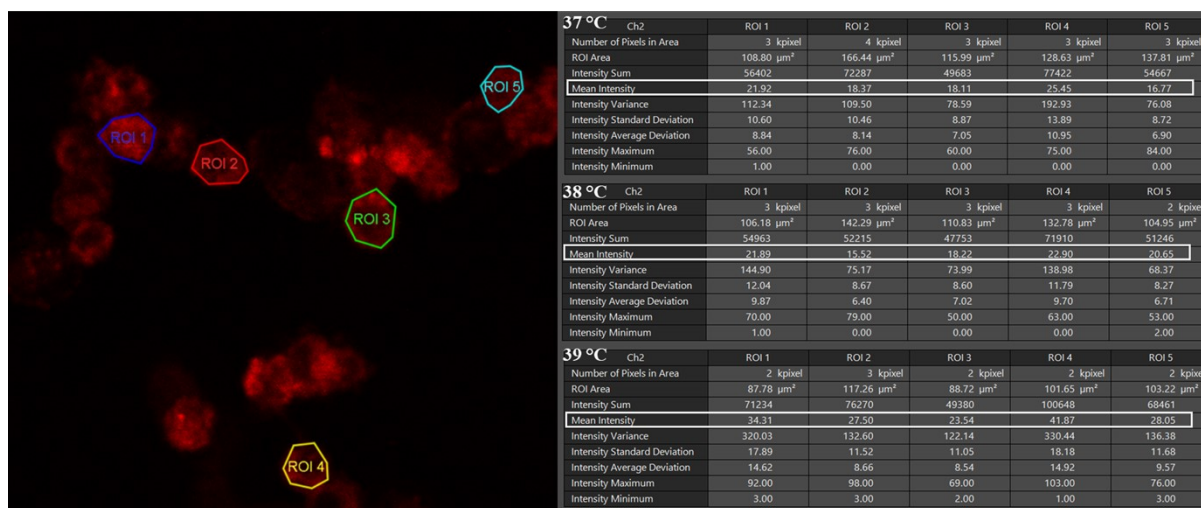 ROI 1
ROI 2
ROI 3
ROI 4
ROI 5
37 °C Ch2 ROI 1 ROI 2 ROI 3 ROI 4 ROI 5
Number of Pixels in Area 3 kpixel 4 kpixel 3 kpixel 3 kpixel 3 kpixel
ROI Area 108.80 µm² 166.44 µm² 115.99 µm² 128.63 µm² 137.81 µm²
Intensity Sum 56402 72287 49683 77422 54667
Mean Intensity 21.92 18.37 18.11 25.45 16.77
Intensity Variance 112.34 109.50 78.59 192.93 76.08
Intensity Standard Deviation 10.60 10.46 8.87 13.89 8.72
Intensity Average Deviation 8.84 8.14 7.05 10.95 6.90
Intensity Maximum 56.00 76.00 60.00 75.00 84.00
Intensity Minimum 1.00 0.00 0.00 0.00 0.00
38 °C Ch2 ROI 1 ROI 2 ROI 3 ROI 4 ROI 5
Number of Pixels in Area 3 kpixel 3 kpixel 3 kpixel 3 kpixel 2 kpixe
ROI Area 106.18 µm² 142.29 µm² 110.83 µm² 132.78 µm² 104.95 µm²
Intensity Sum 54963 52215 47753 71910 51246
Mean Intensity 21.89 15.52 18.22 22.90 20.65
Intensity Variance 144.90 75.17 73.99 138.98 68.37
Intensity Standard Deviation 12.04 8.67 8.60 11.79 8.27
Intensity Average Deviation 9.87 6.40 7.02 9.70 6.71
Intensity Maximum 70.00 79.00 50.00 63.00 53.00
Intensity Minimum 1.00 0.00 0.00 0.00 2.00
39 °C Ch2 ROI 1 ROI 2 ROI 3 ROI 4 ROI 5
Number of Pixels in Area 2 kpixel 3 kpixel 2 kpixel 2 kpixel 2 kpixe
ROI Area 87.78 µm² 117.26 µm² 88.72 µm² 101.65 µm² 103.22 µm²
Intensity Sum 71234 76270 49380 100648 68461
Mean Intensity 34.31 27.50 23.54 41.87 28.05
Intensity Variance 320.03 132.60 122.14 330.44 136.38
Intensity Standard Deviation 17.89 11.52 11.05 18.18 11.68
Intensity Average Deviation 14.62 8.66 8.54 14.92 9.57
Intensity Maximum 92.00 98.00 69.00 103.00 76.00
Intensity Minimum 3.00 3.00 2.00 1.00 3.00